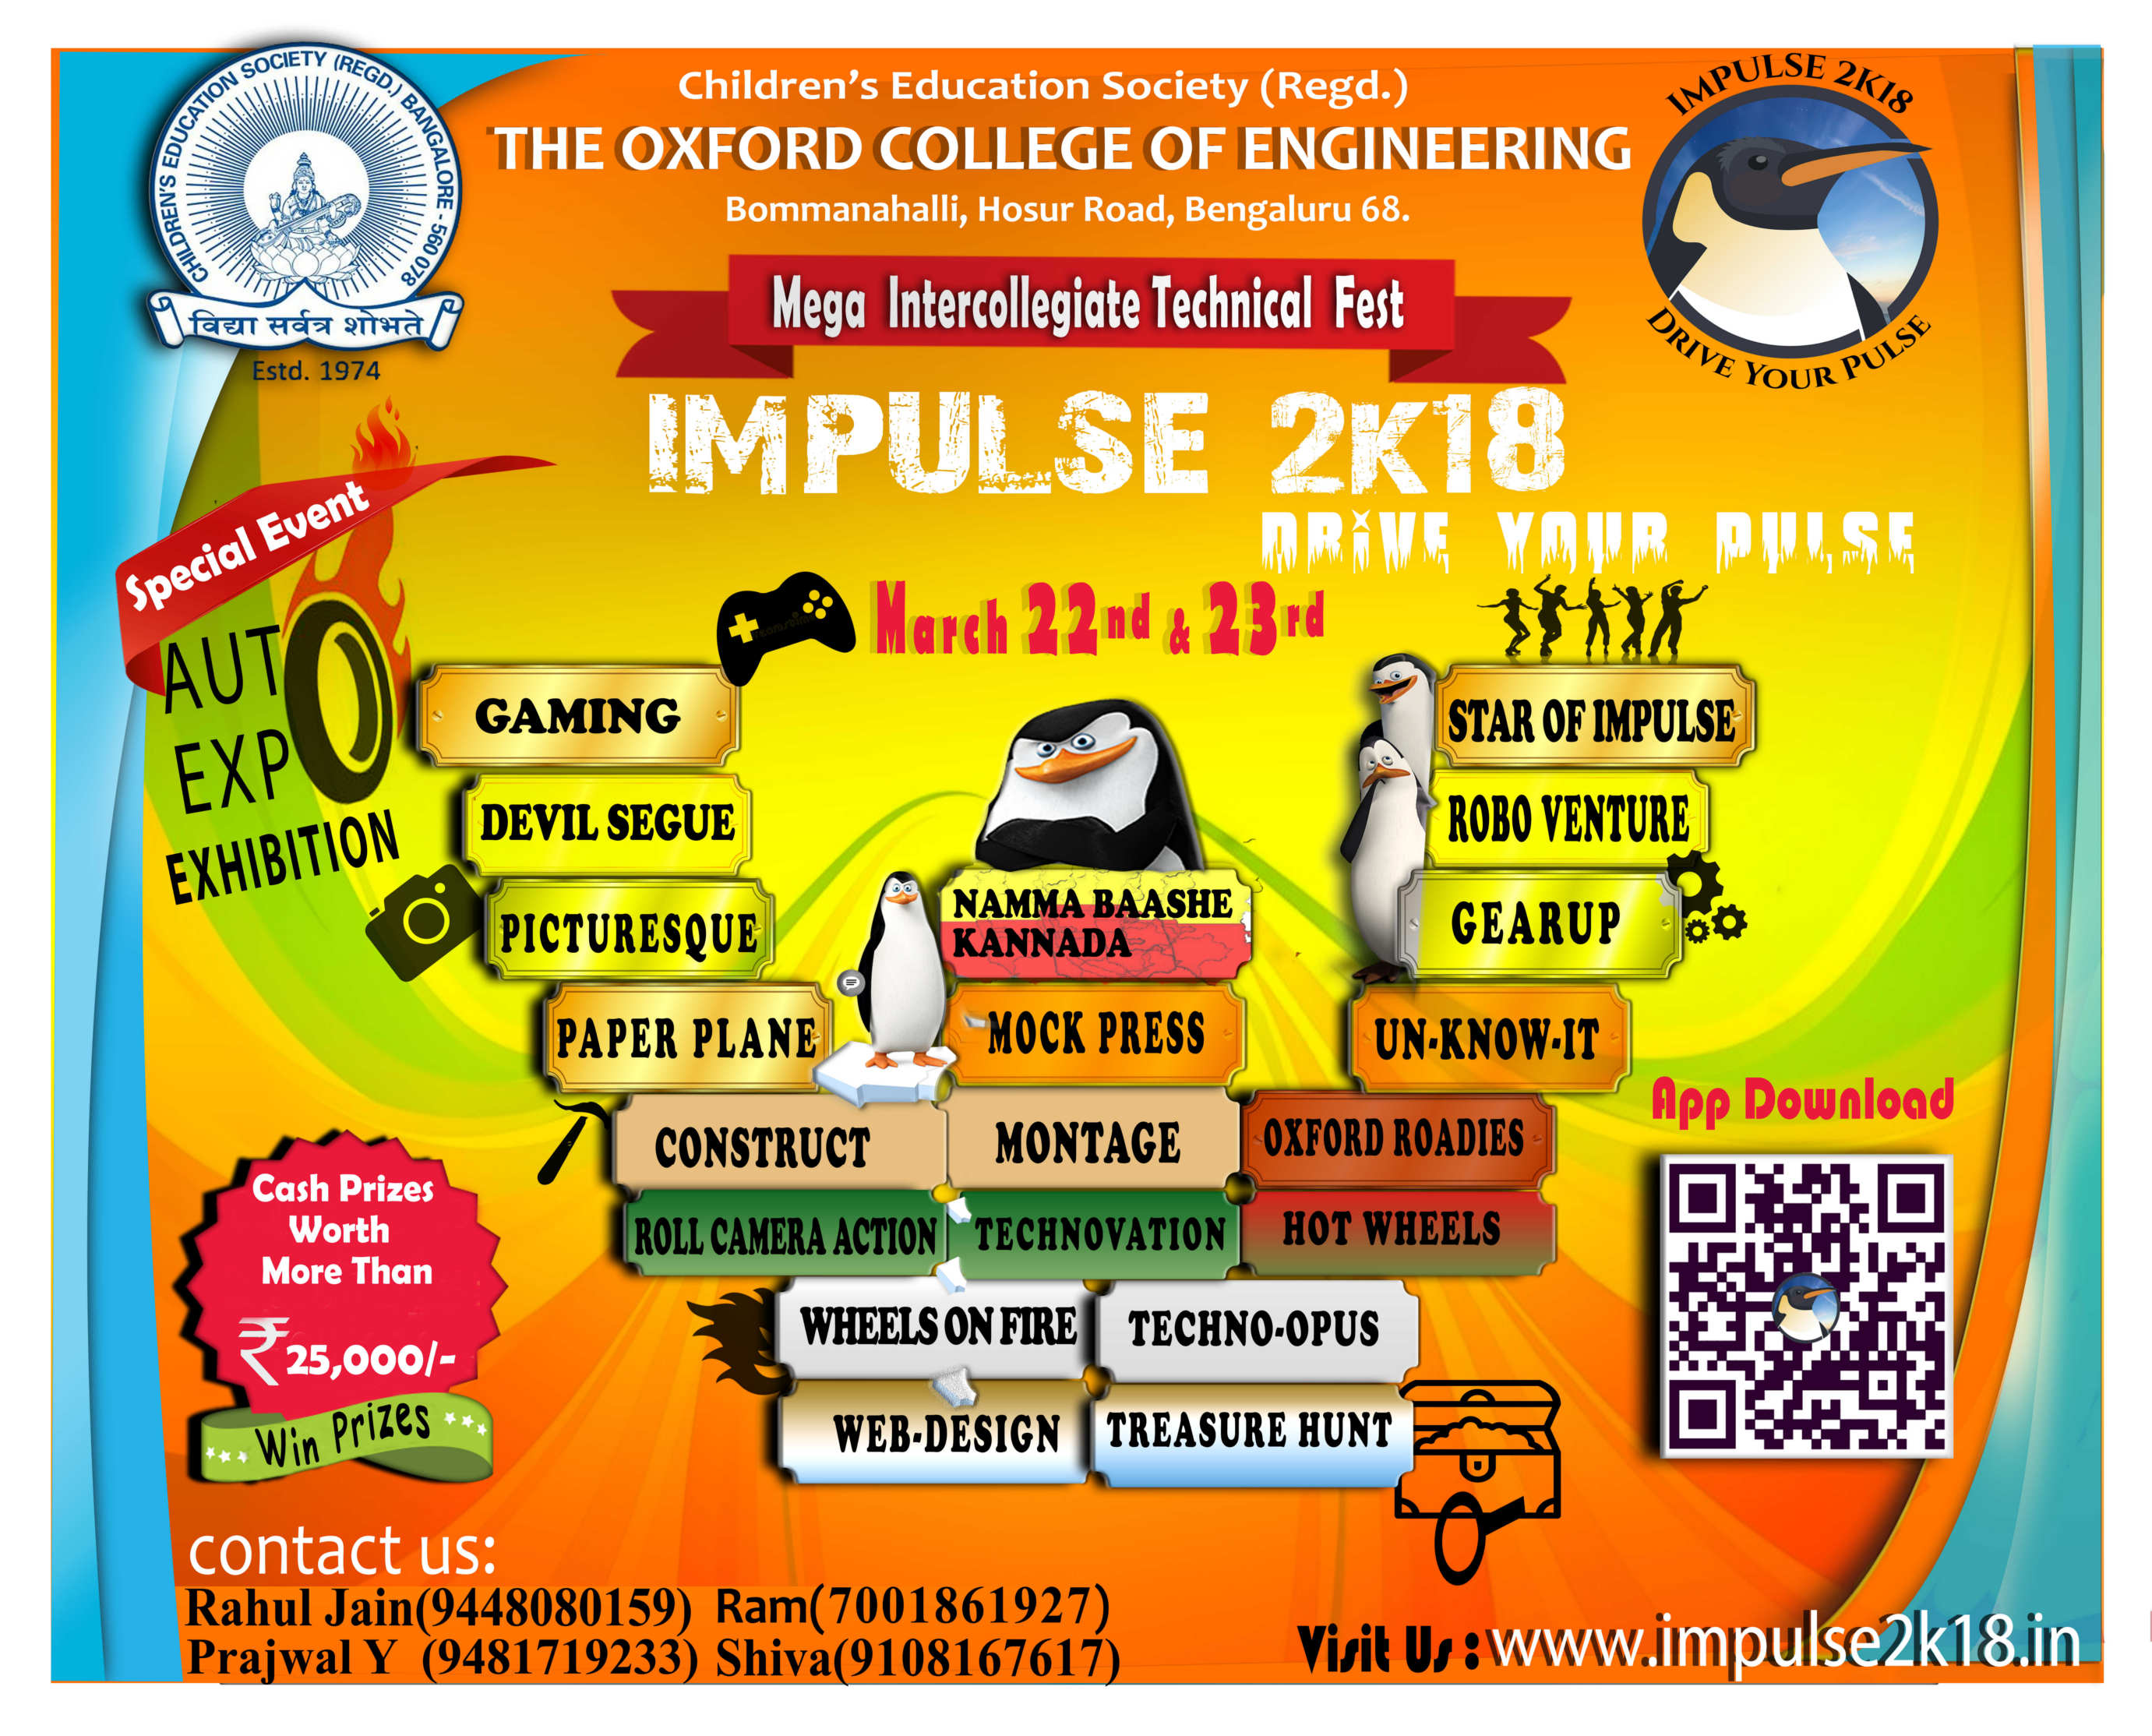 CHILDREN'S EDUCATION SOCIETY (REGD.) BANGALORE - 560 078
विद्या सर्वत्र शोभते
Estd. 1974
Children's Education Society (Regd.)
THE OXFORD COLLEGE OF ENGINEERING
Bommanahalli, Hosur Road, Bengaluru 68.
IMPULSE 2K18
DRIVE YOUR PULSE
Mega Intercollegiate Technical Fest
IMPULSE 2K18
DRIVE YOUR PULSE
March 22nd & 23rd
Special Event
AUTO
EXPO
EXHIBITION
GAMING
DEVIL SEGUE
PICTURESQUE
PAPER PLANE
NAMMA BAASHE
KANNADA
MOCK PRESS
STAR OF IMPULSE
ROBO VENTURE
GEARUP
UN-KNOW-IT
CONSTRUCT
MONTAGE
OXFORD ROADIES
ROLL CAMERA ACTION
TECHNOVATION
HOT WHEELS
WHEELS ON FIRE
TECHNO-OPUS
WEB-DESIGN
TREASURE HUNT
App Download
Cash Prizes
Worth
More Than
₹ 25,000/-
Win Prizes
contact us:
Rahul Jain(9448080159) Ram(7001861927)
Prajwal Y (9481719233) Shiva(9108167617)
Visit Us : www.impulse2k18.in